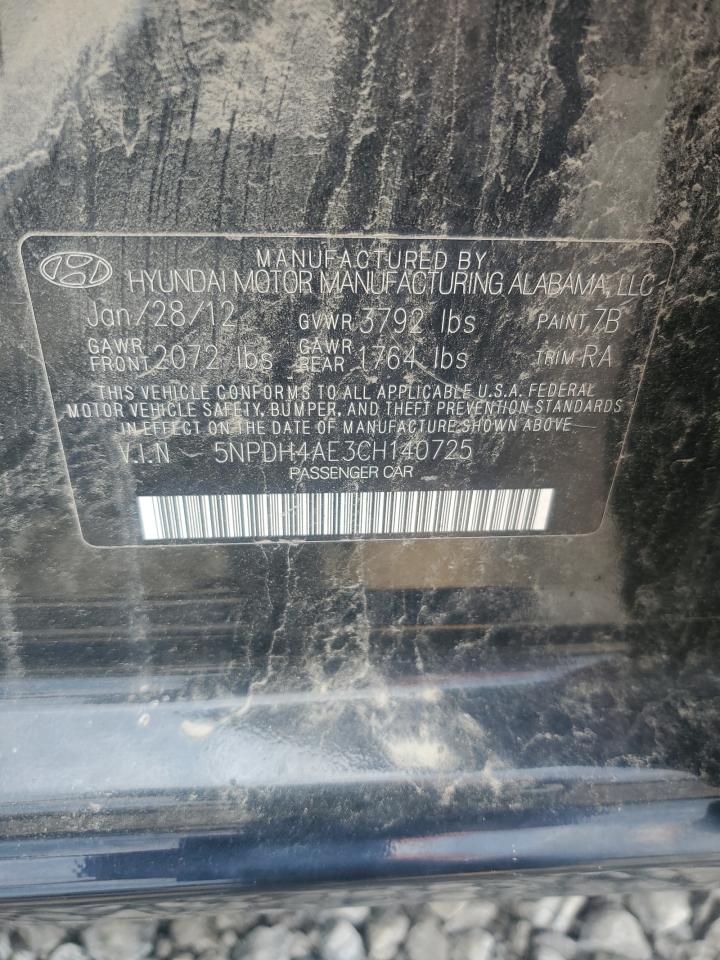 MANUFACTURED BY
HYUNDAI MOTOR MANUFACTURING ALABAMA, LLC
Jan/28/12 GVWR 3792 lbs PAINT, 7B
GAWR FRONT 2072 lbs GAWR REAR 1764 lbs TRIM-RA
THIS VEHICLE CONFORMS TO ALL APPLICABLE U.S.A. FEDERAL
MOTOR VEHICLE SAFETY, BUMPER, AND THEFT PREVENTION STANDARDS
IN EFFECT ON THE DATE OF MANUFACTURE SHOWN ABOVE
V.I.N - 5NPDH4AE3CH140725
PASSENGER CAR